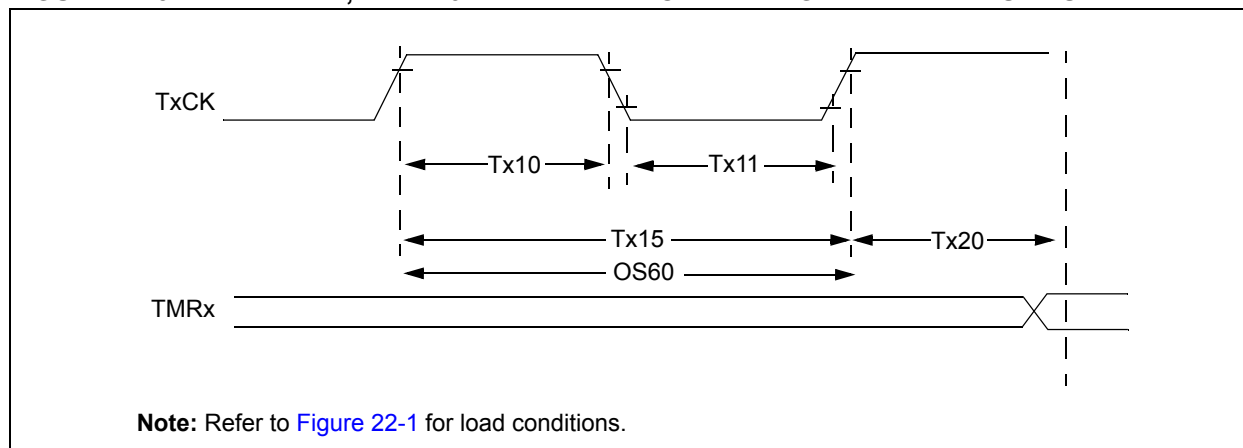 TxCK
Tx10
Tx11
Tx15
Tx20
OS60
TMRx
Note: Refer to Figure 22-1 for load conditions.